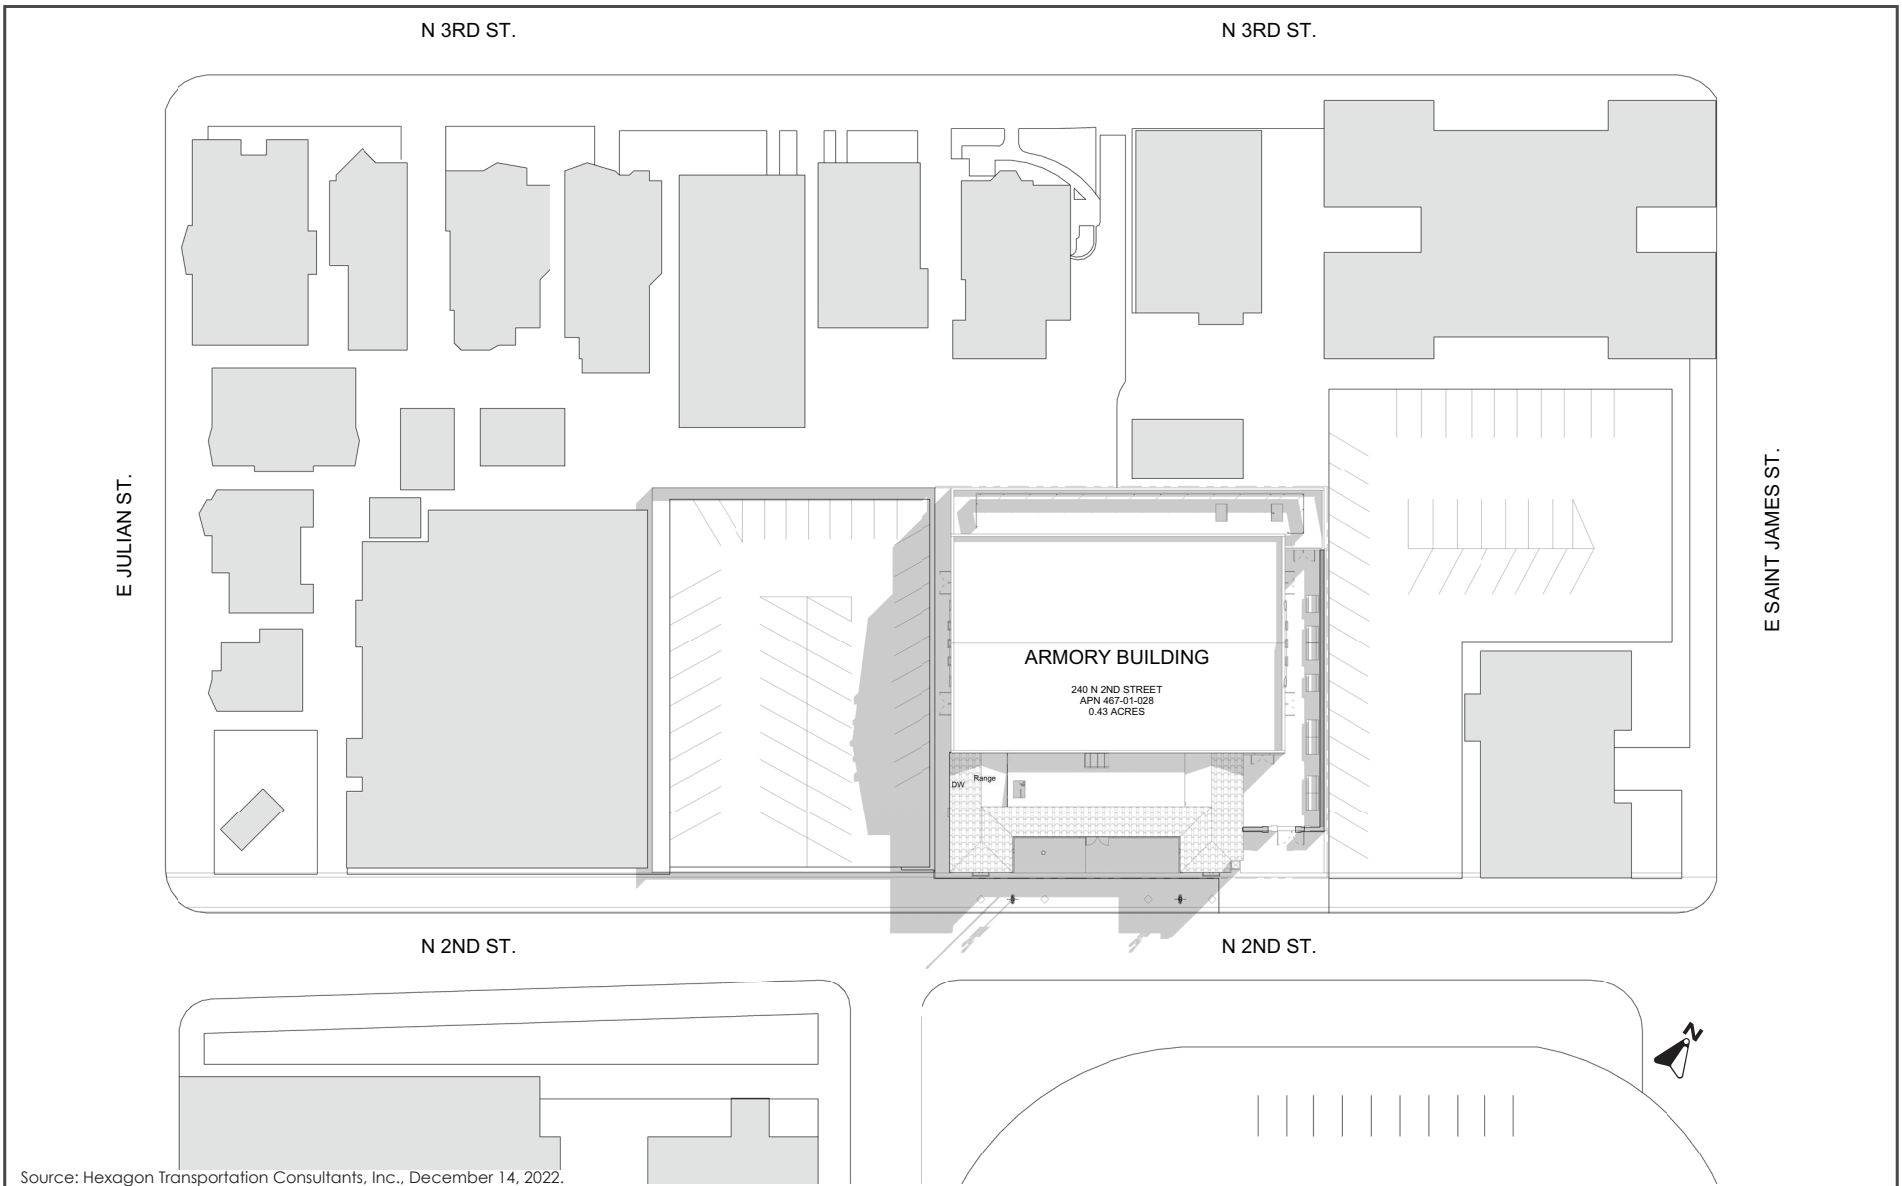 N 3RD ST.
N 3RD ST.
E JULIAN ST.
E SAINT JAMES ST.
ARMORY BUILDING
240 N 2ND STREET
APN 467-01-028
0.43 ACRES
Range
DW
N 2ND ST.
N 2ND ST.
N
Source: Hexagon Transportation Consultants, Inc., December 14, 2022.